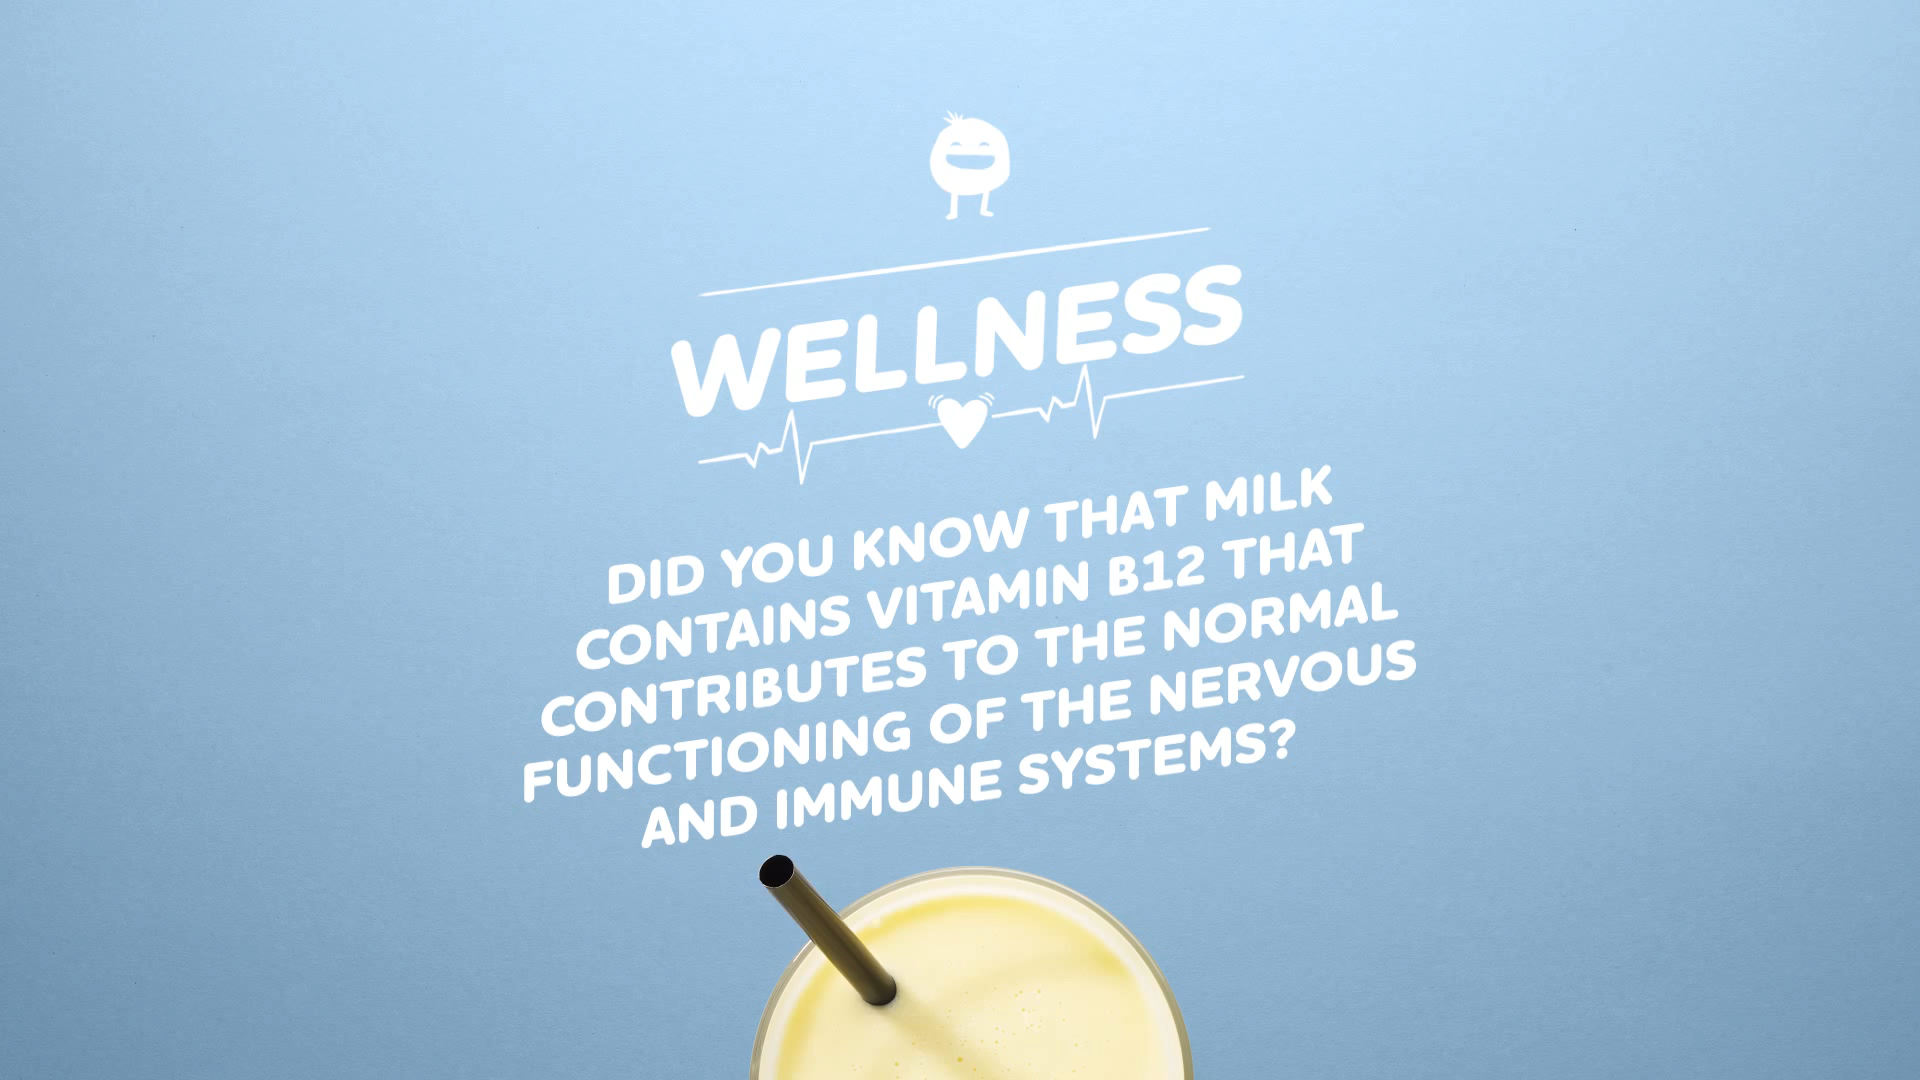 WELLNESS
DID YOU KNOW THAT MILK
CONTAINS VITAMIN B12 THAT
CONTRIBUTES TO THE NORMAL
FUNCTIONING OF THE NERVOUS
AND IMMUNE SYSTEMS?